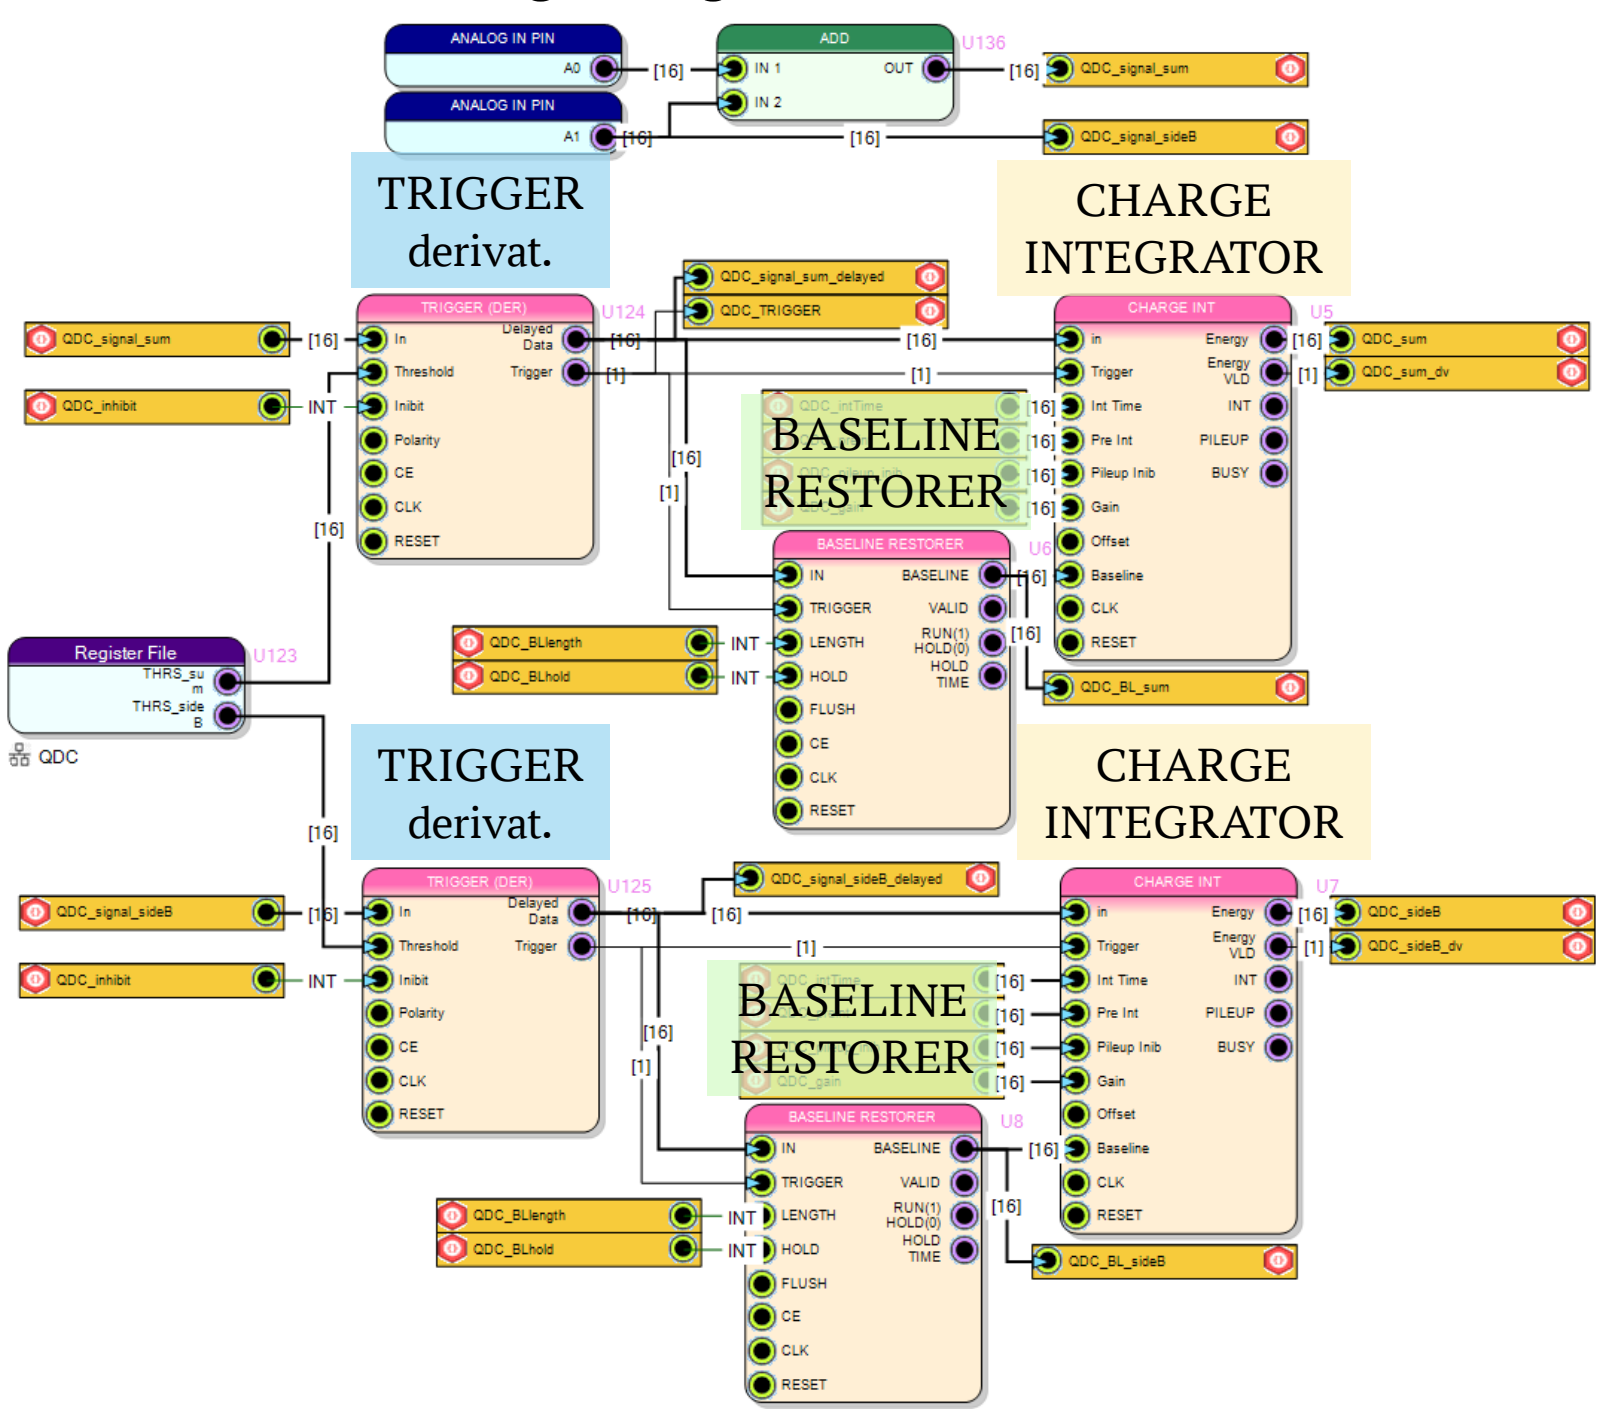 ANALOG IN PIN
A0
[16]
ADD
U136
IN 1
OUT
IN 2
[16]
QDC_signal_sum
ANALOG IN PIN
A1
[16]
[16]
QDC_signal_sideB
TRIGGER
derivat.
CHARGE
INTEGRATOR
QDC_signal_sum_delayed
QDC_TRIGGER
QDC_signal_sum
[16]
QDC_inhibit
INT
TRIGGER (DER)
U124
In
Delayed
Data
Threshold
Trigger
Inibit
Polarity
CE
CLK
RESET
[16]
[1]
[16]
[1]
[16]
[1]
[16]
CHARGE INT
U5
in
Energy
Trigger
Energy
VLD
Int Time
INT
Pre Int
PILEUP
Pileup Inib
BUSY
Gain
Offset
Baseline
CLK
RESET
[16]
QDC_sum
[1]
QDC_sum_dv
QDC_intTime
[16]
[16]
QDC_pileup_inib
[16]
QDC_gain
[16]
BASELINE
RESTORER
BASELINE RESTORER
U6
IN
BASELINE
TRIGGER
VALID
LENGTH
RUN(1)
HOLD(0)
HOLD
HOLD
TIME
FLUSH
CE
CLK
RESET
[16]
[16]
QDC_BLlength
INT
QDC_BLhold
INT
QDC_BL_sum
Register File
U123
THRS_su
m
THRS_side
B
QDC
[16]
TRIGGER
derivat.
CHARGE
INTEGRATOR
QDC_signal_sideB_delayed
QDC_signal_sideB
[16]
QDC_inhibit
INT
TRIGGER (DER)
U125
In
Delayed
Data
Threshold
Trigger
Inibit
Polarity
CE
CLK
RESET
[16]
[16]
[1]
[16]
[1]
CHARGE INT
U7
in
Energy
Trigger
Energy
VLD
Int Time
INT
Pre Int
PILEUP
Pileup Inib
BUSY
Gain
Offset
Baseline
CLK
RESET
[16]
QDC_sideB
[1]
QDC_sideB_dv
QDC_intTime
[16]
[16]
[16]
QDC_gain
[16]
BASELINE
RESTORER
BASELINE RESTORER
U8
IN
BASELINE
TRIGGER
VALID
LENGTH
RUN(1)
HOLD(0)
HOLD
HOLD
TIME
FLUSH
CE
CLK
RESET
[16]
[16]
QDC_BLlength
INT
QDC_BLhold
INT
QDC_BL_sideB